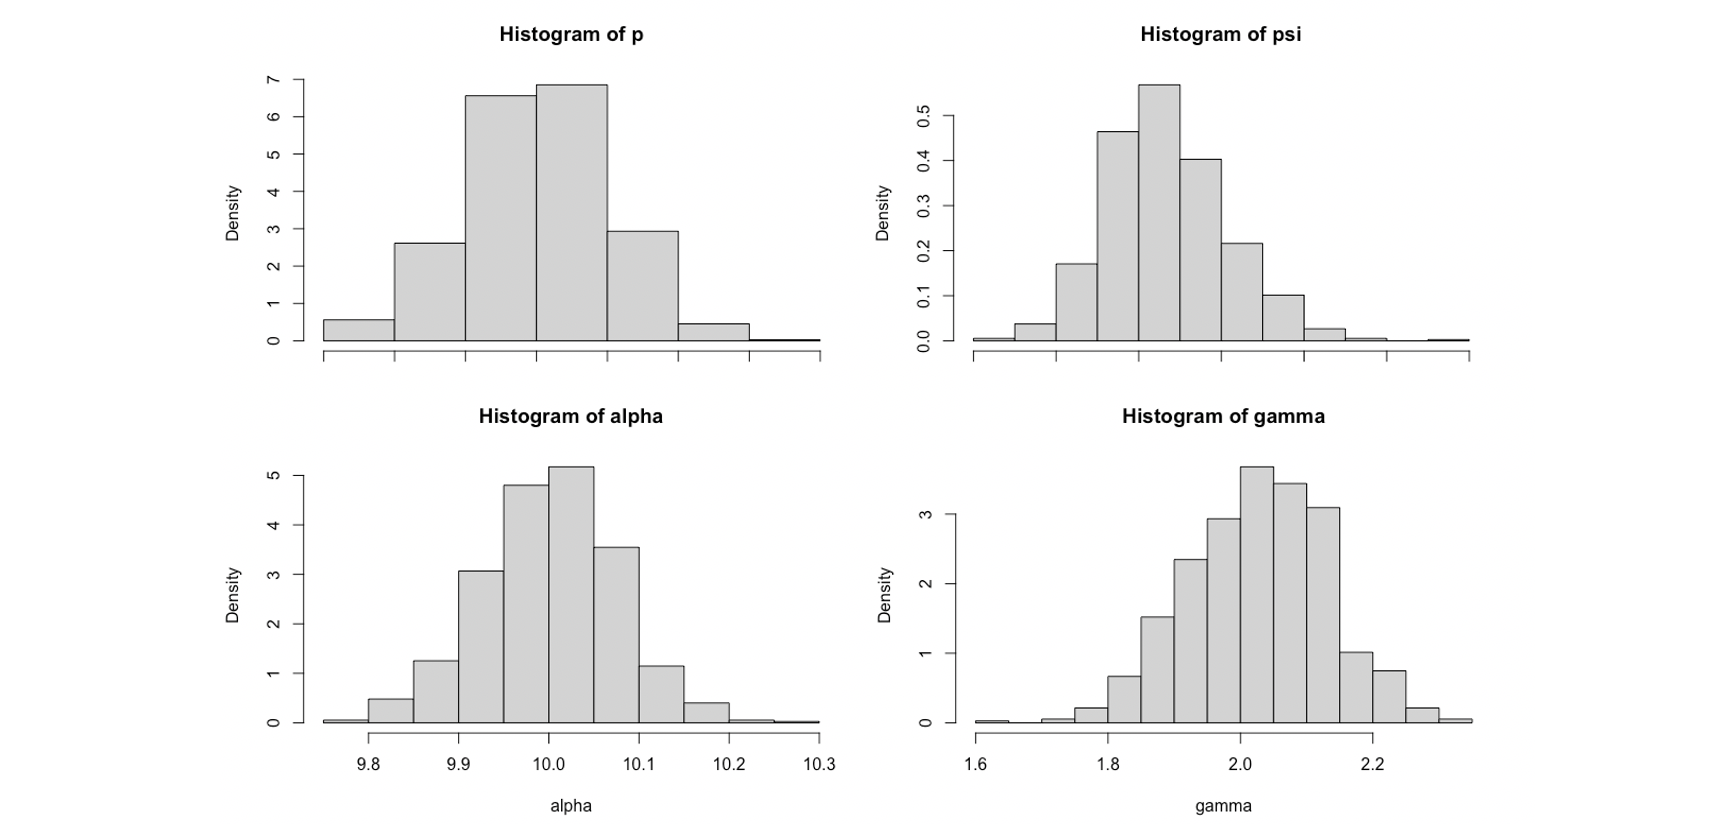 Histogram of p
Density
0 1 2 3 4 5 6 7
Histogram of psi
Density
0.0 0.1 0.2 0.3 0.4 0.5
Histogram of alpha
Density
0 1 2 3 4 5
9.8 9.9 10.0 10.1 10.2 10.3
alpha
Histogram of gamma
Density
0 1 2 3
1.6 1.8 2.0 2.2
gamma